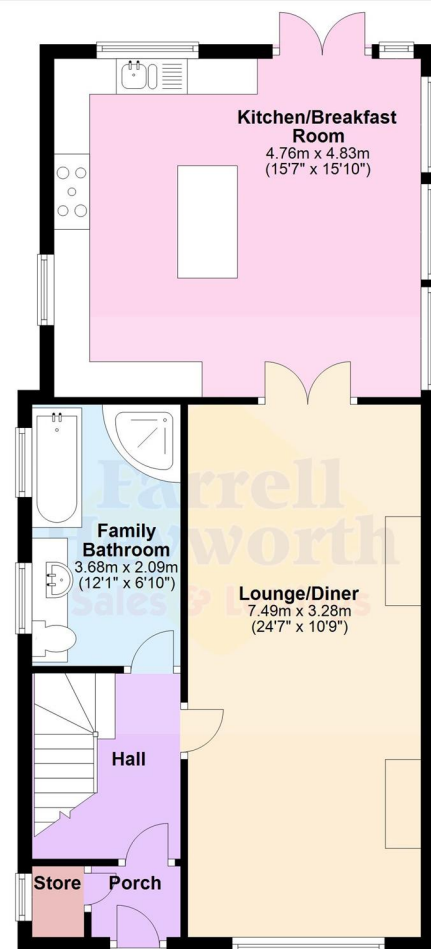 Kitchen/Breakfast
Room
4.76m x 4.83m
(15'7" x 15'10")
Family
Bathroom
3.68m x 2.09m
(12'1" x 6'10")
Farrell
Heyworth
Sales & Lettings
Lounge/Diner
7.49m x 3.28m
(24'7" x 10'9")
Hall
Store
Porch